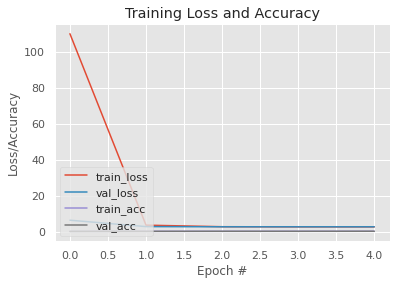 Training Loss and Accuracy
Loss/Accuracy
100
80
60
40
20
0
train_loss
val_loss
train_acc
val_acc
0.0 0.5 1.0 1.5 2.0 2.5 3.0 3.5 4.0
Epoch #